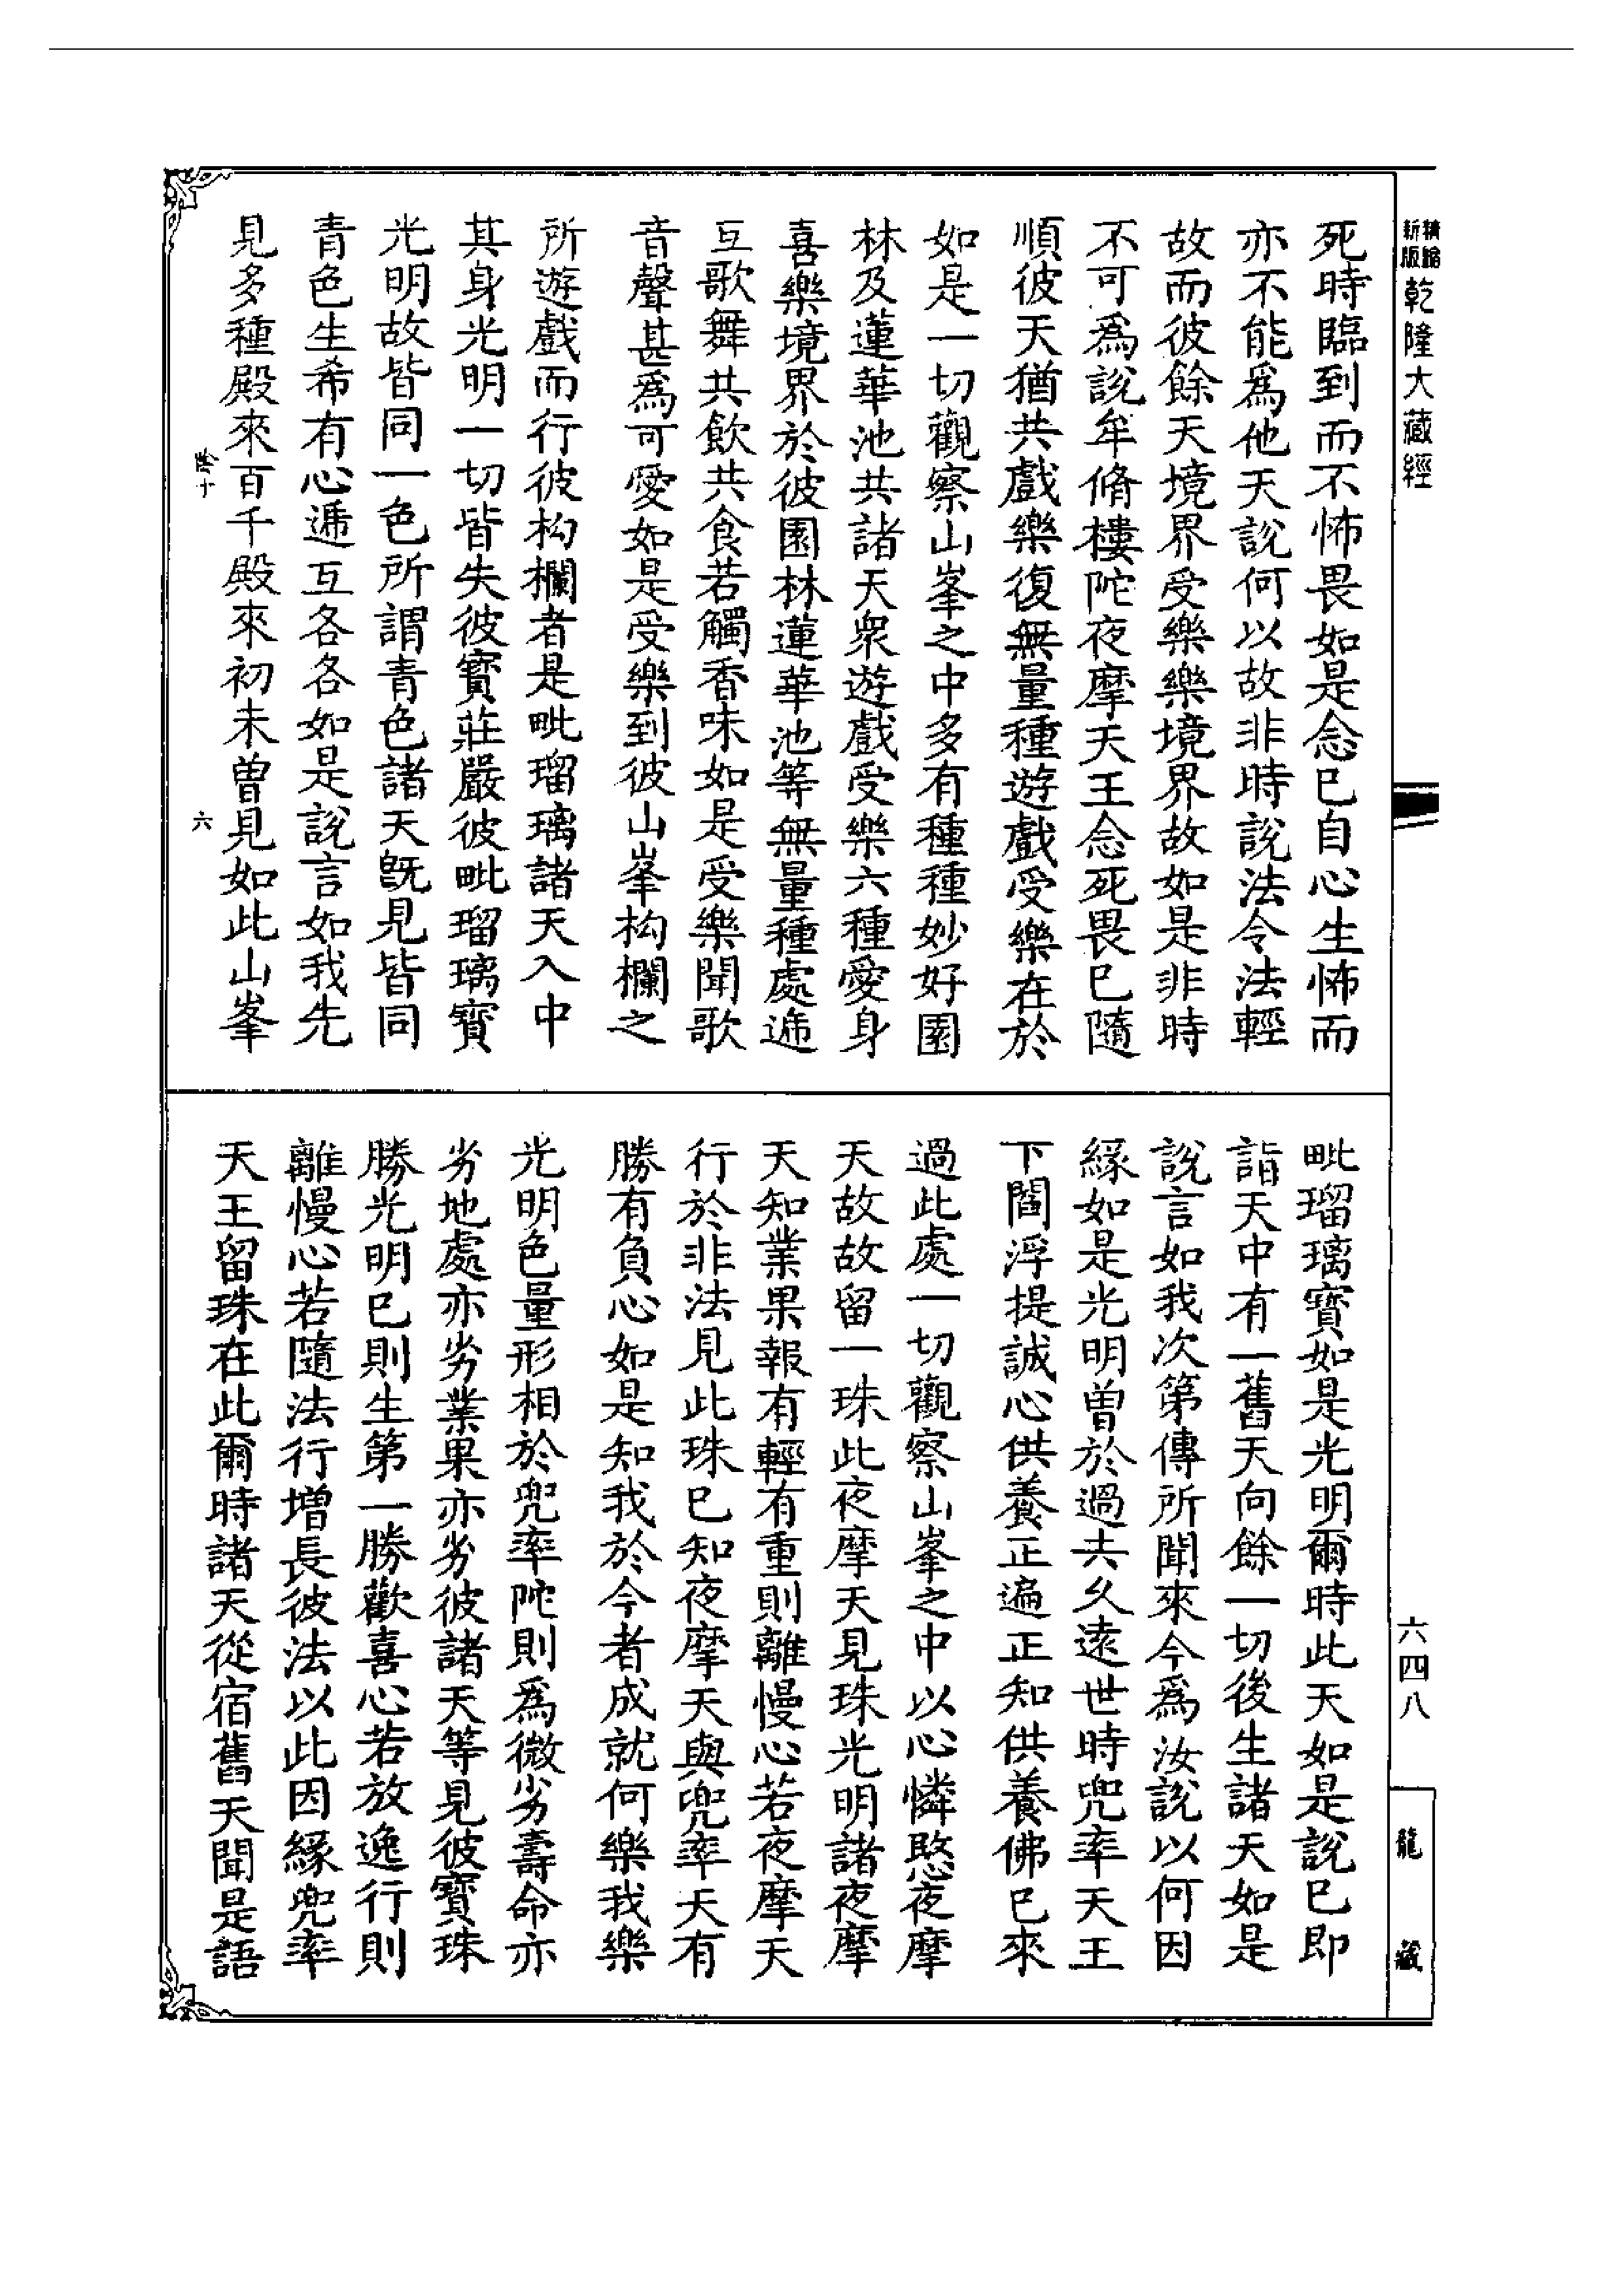 新版精縮乾隆大藏經
死時臨到而不怖畏如是念已自心生怖而
亦不能為他天說何以故非時說法令法輕
故而彼餘天境界受樂樂境界故如是非時
不可為說牟脩樓陀夜摩天王念死畏已隨
順彼天猶共戲樂復無量種遊戲受樂在於
如是一切觀察山峯之中多有種種妙好園
林及蓮華池共諸天眾遊戲受樂六種愛身
喜樂境界於彼園林蓮華池等無量種處遞
互歌舞共飲共食若觸香味如是受樂聞歌
音聲甚為可愛如是受樂到彼山峯枸欄之
所遊戲而行彼枸欄者是毗瑠璃諸天入中
其身光明一切皆失彼寶莊嚴彼毗瑠璃寶
光明故皆同一色所謂青色諸天既見皆同
青色生希有心遞互各各如是說言如我先
見多種殿來百千殿來初未曾見如此山峯
六
毗瑠璃寶如是光明爾時此天如是說已即
詣天中有一舊天向餘一切後生諸天如是
說言如我次第傳所聞來今為汝說以何因
緣如是光明曾於過去久遠世時兜率天王
下閻浮提誠心供養正遍正知供養佛已來
過此處一切觀察山峯之中以心憐愍夜摩
天故故留一珠此夜摩天見珠光明諸夜摩
天知業果報有輕有重則離慢心若夜摩天
行於非法見此珠已知夜摩天與兜率天有
勝有負心如是知我於今者成就何樂我樂
光明色量形相於兜率陀則為微劣壽命亦
劣地處亦劣業果亦劣彼諸天等見彼寶珠
勝光明已則生第一勝歡喜心若放逸行則
離慢心若隨法行增長彼法以此因緣兜率
天王留珠在此爾時諸天從宿舊天聞是語
六四八
龍藏